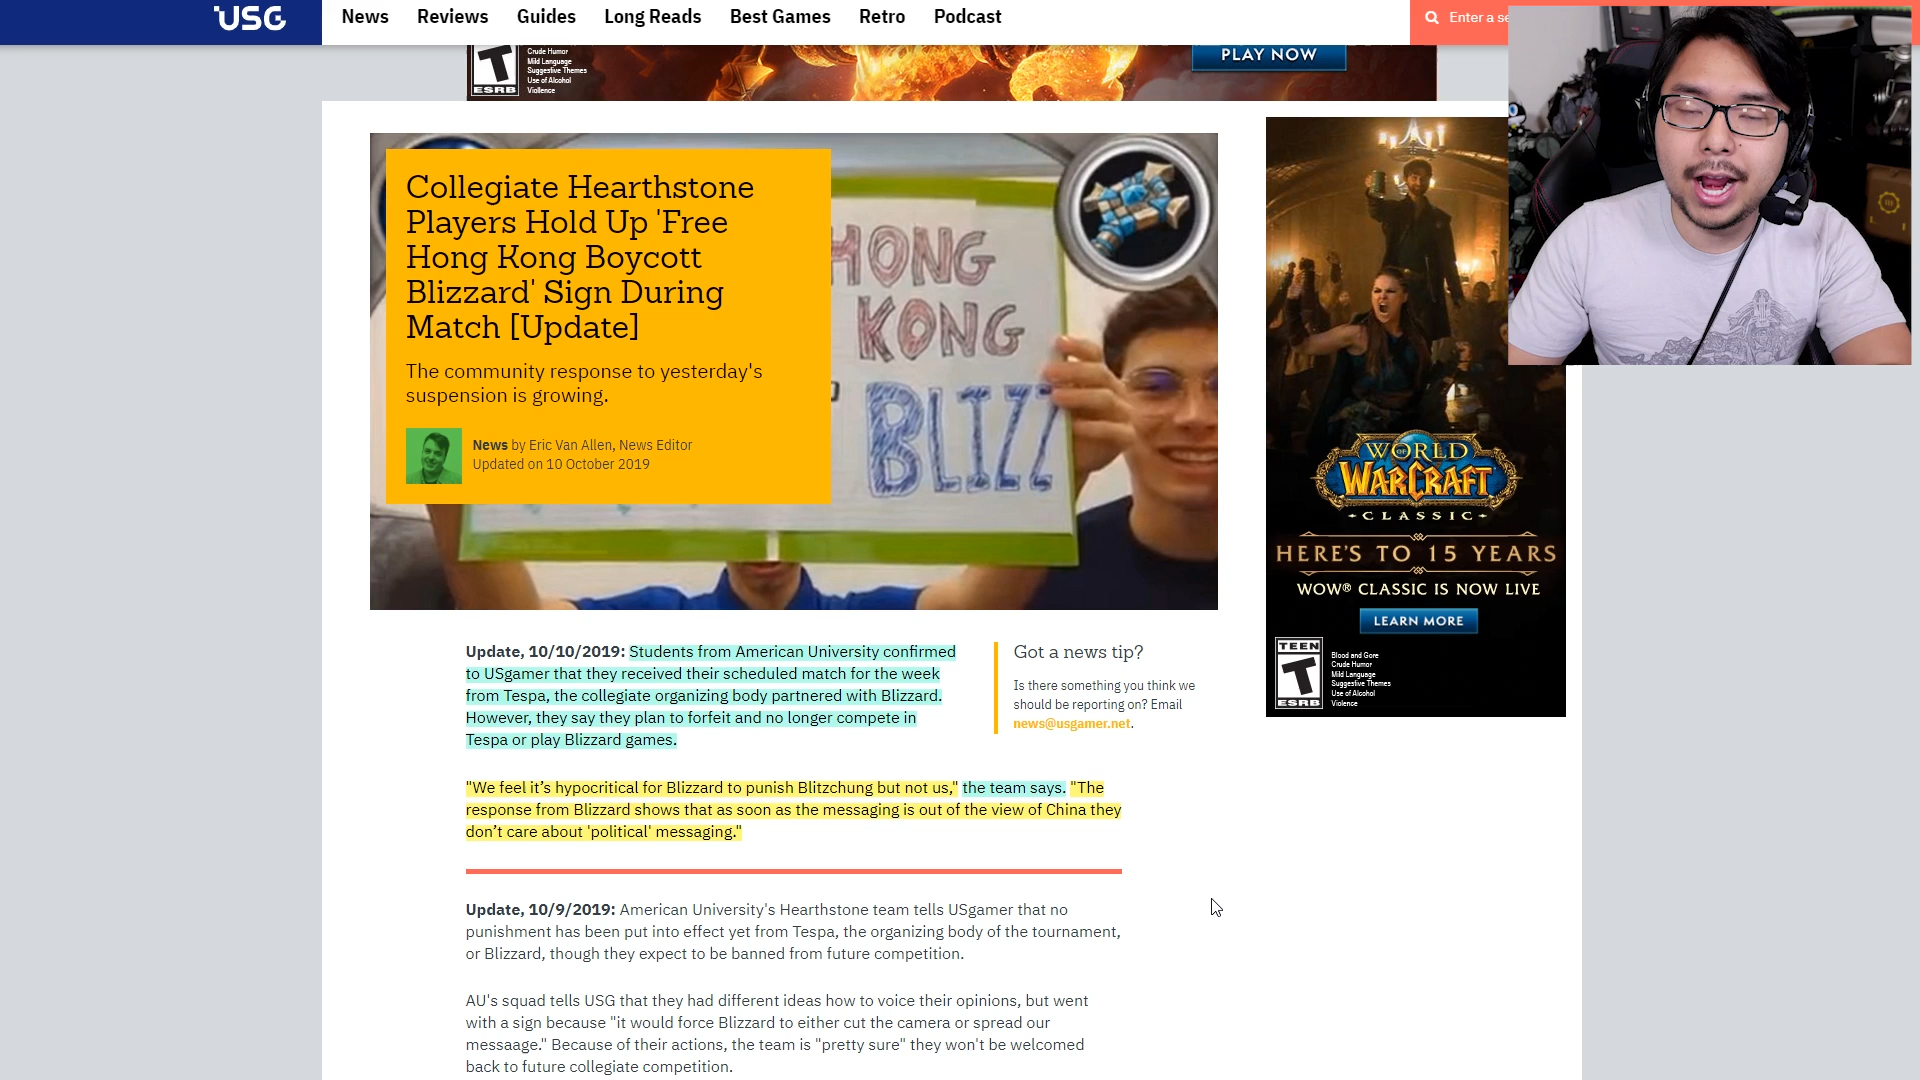 USG
News
Reviews
Guides
Long Reads
Best Games
Retro
Podcast
Enter a se
T
ESRB
Crude Humor
Mild Language
Suggestive Themes
Use of Alcohol
Violence
PLAY NOW
Collegiate Hearthstone
Players Hold Up 'Free
Hong Kong Boycott
Blizzard' Sign During
Match [Update]
The community response to yesterday's
suspension is growing.
News by Eric Van Allen, News Editor
Updated on 10 October 2019
HONG
KONG
BLIZZ
WORLD
OF
WARCRAFT
CLASSIC
HERE'S TO 15 YEARS
WOW® CLASSIC IS NOW LIVE
LEARN MORE
TEEN
T
ESRB
Blood and Gore
Crude Humor
Mild Language
Suggestive Themes
Use of Alcohol
Violence
Update, 10/10/2019: Students from American University confirmed
to USgamer that they received their scheduled match for the week
from Tespa, the collegiate organizing body partnered with Blizzard.
However, they say they plan to forfeit and no longer compete in
Tespa or play Blizzard games.
Got a news tip?
Is there something you think we
should be reporting on? Email
news@usgamer.net.
"We feel it’s hypocritical for Blizzard to punish Blitzchung but not us," the team says. "The
response from Blizzard shows that as soon as the messaging is out of the view of China they
don’t care about 'political' messaging."
Update, 10/9/2019: American University's Hearthstone team tells USgamer that no
punishment has been put into effect yet from Tespa, the organizing body of the tournament,
or Blizzard, though they expect to be banned from future competition.
AU's squad tells USG that they had different ideas how to voice their opinions, but went
with a sign because "it would force Blizzard to either cut the camera or spread our
messaage." Because of their actions, the team is "pretty sure" they won't be welcomed
back to future collegiate competition.